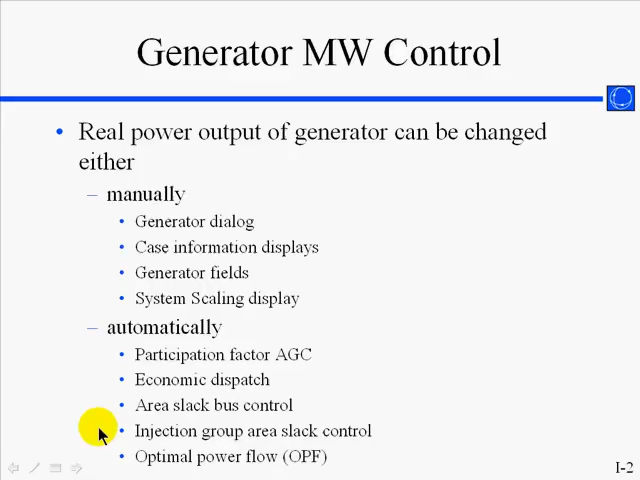 Generator MW Control
• Real power output of generator can be changed
either
– manually
• Generator dialog
• Case information displays
• Generator fields
• System Scaling display
– automatically
• Participation factor AGC
• Economic dispatch
• Area slack bus control
• Injection group area slack control
• Optimal power flow (OPF)
I-2